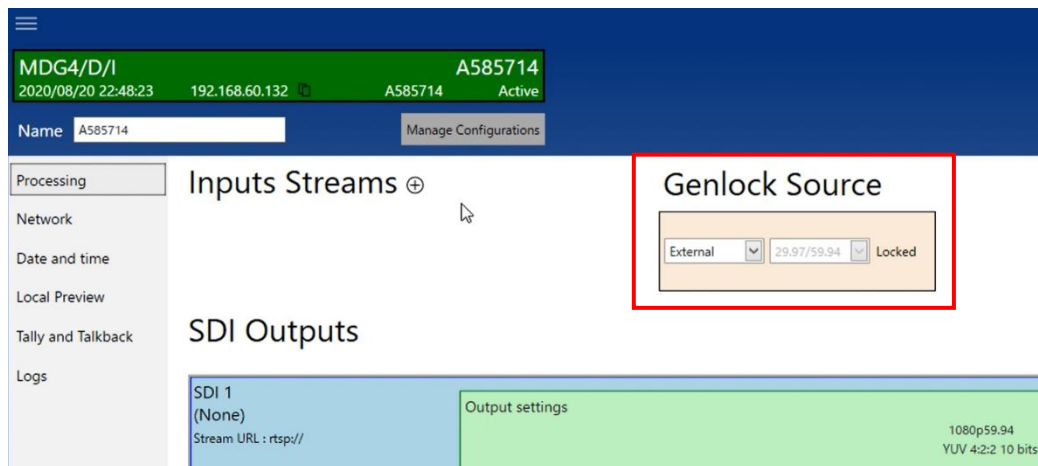 MDG4/D/I A585714
2020/08/20 22:48:23 192.168.60.132 A585714 Active
Name A585714 Manage Configurations
Processing
Network
Date and time
Local Preview
Tally and Talkback
Logs
Inputs Streams
Genlock Source
External 29.97/59.94 Locked
SDI Outputs
SDI 1
(None)
Stream URL : rtsp://
Output settings
1080p59.94
YUV 4:2:2 10 bits